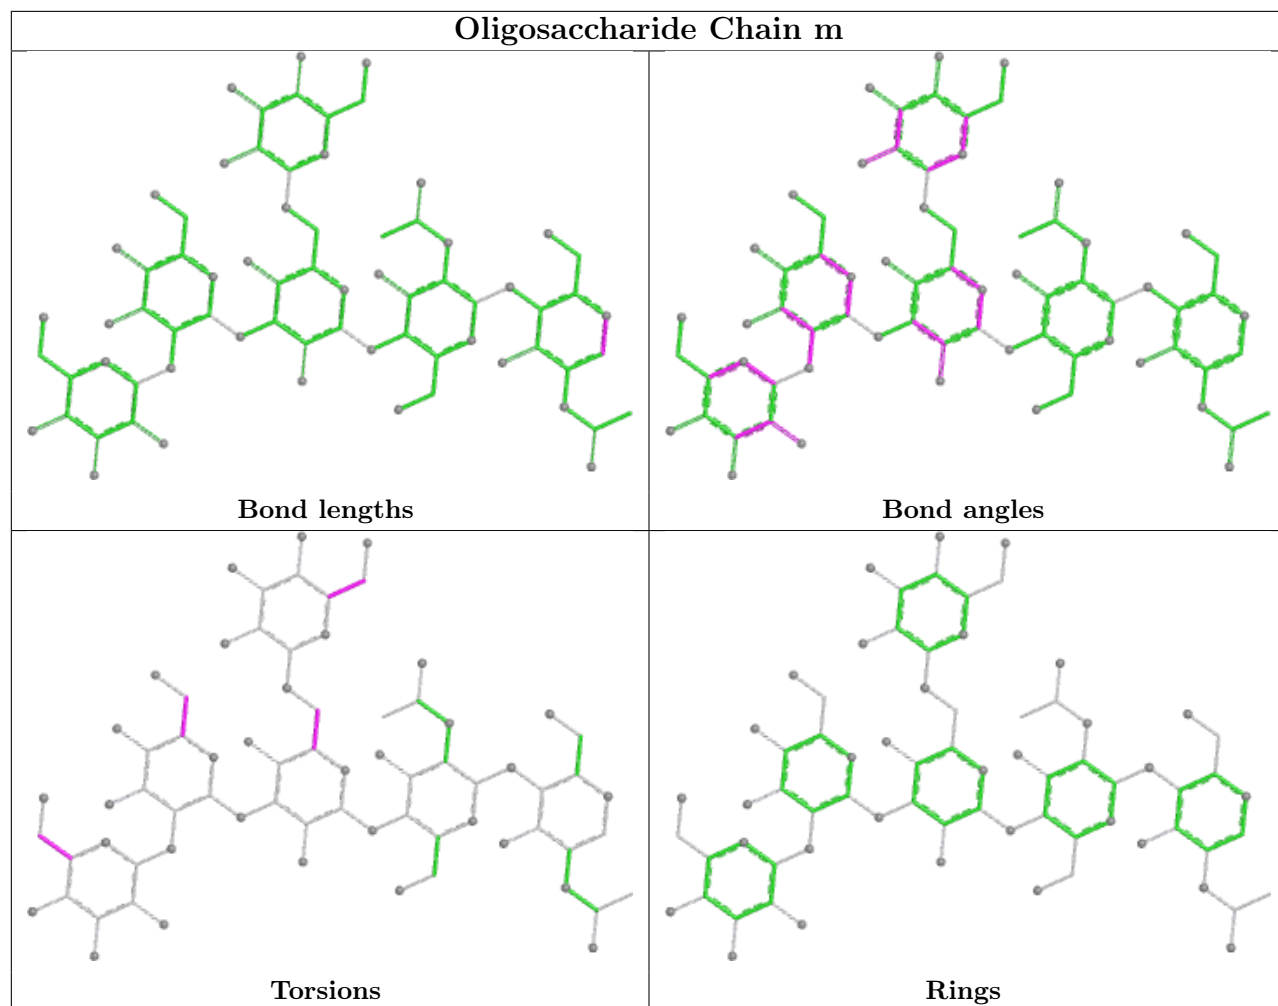 Oligosaccharide Chain m
Bond lengths
Bond angles
Torsions
Rings